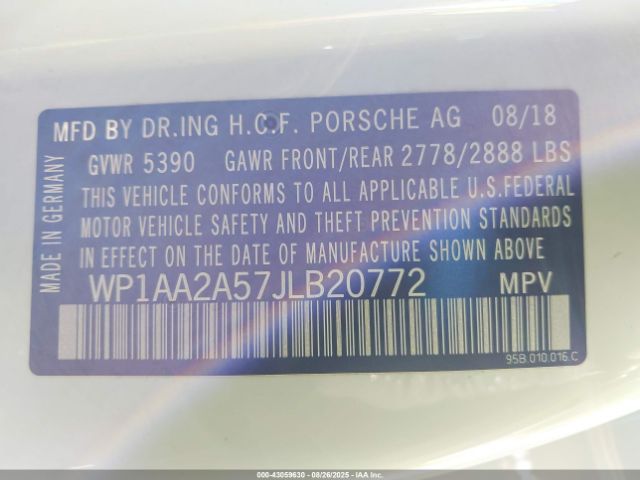 MFD BY DR.ING H.C.F. PORSCHE AG 08/18
GVWR 5390 GAWR FRONT/REAR 2778/2888 LBS
THIS VEHICLE CONFORMS TO ALL APPLICABLE U.S.FEDERAL
MOTOR VEHICLE SAFETY AND THEFT PREVENTION STANDARDS
IN EFFECT ON THE DATE OF MANUFACTURE SHOWN ABOVE
WP1AA2A57JLB20772 MPV
95B.010.016.C
MADE IN GERMANY
000-43059630 - 08/26/2025 - IAAI.com